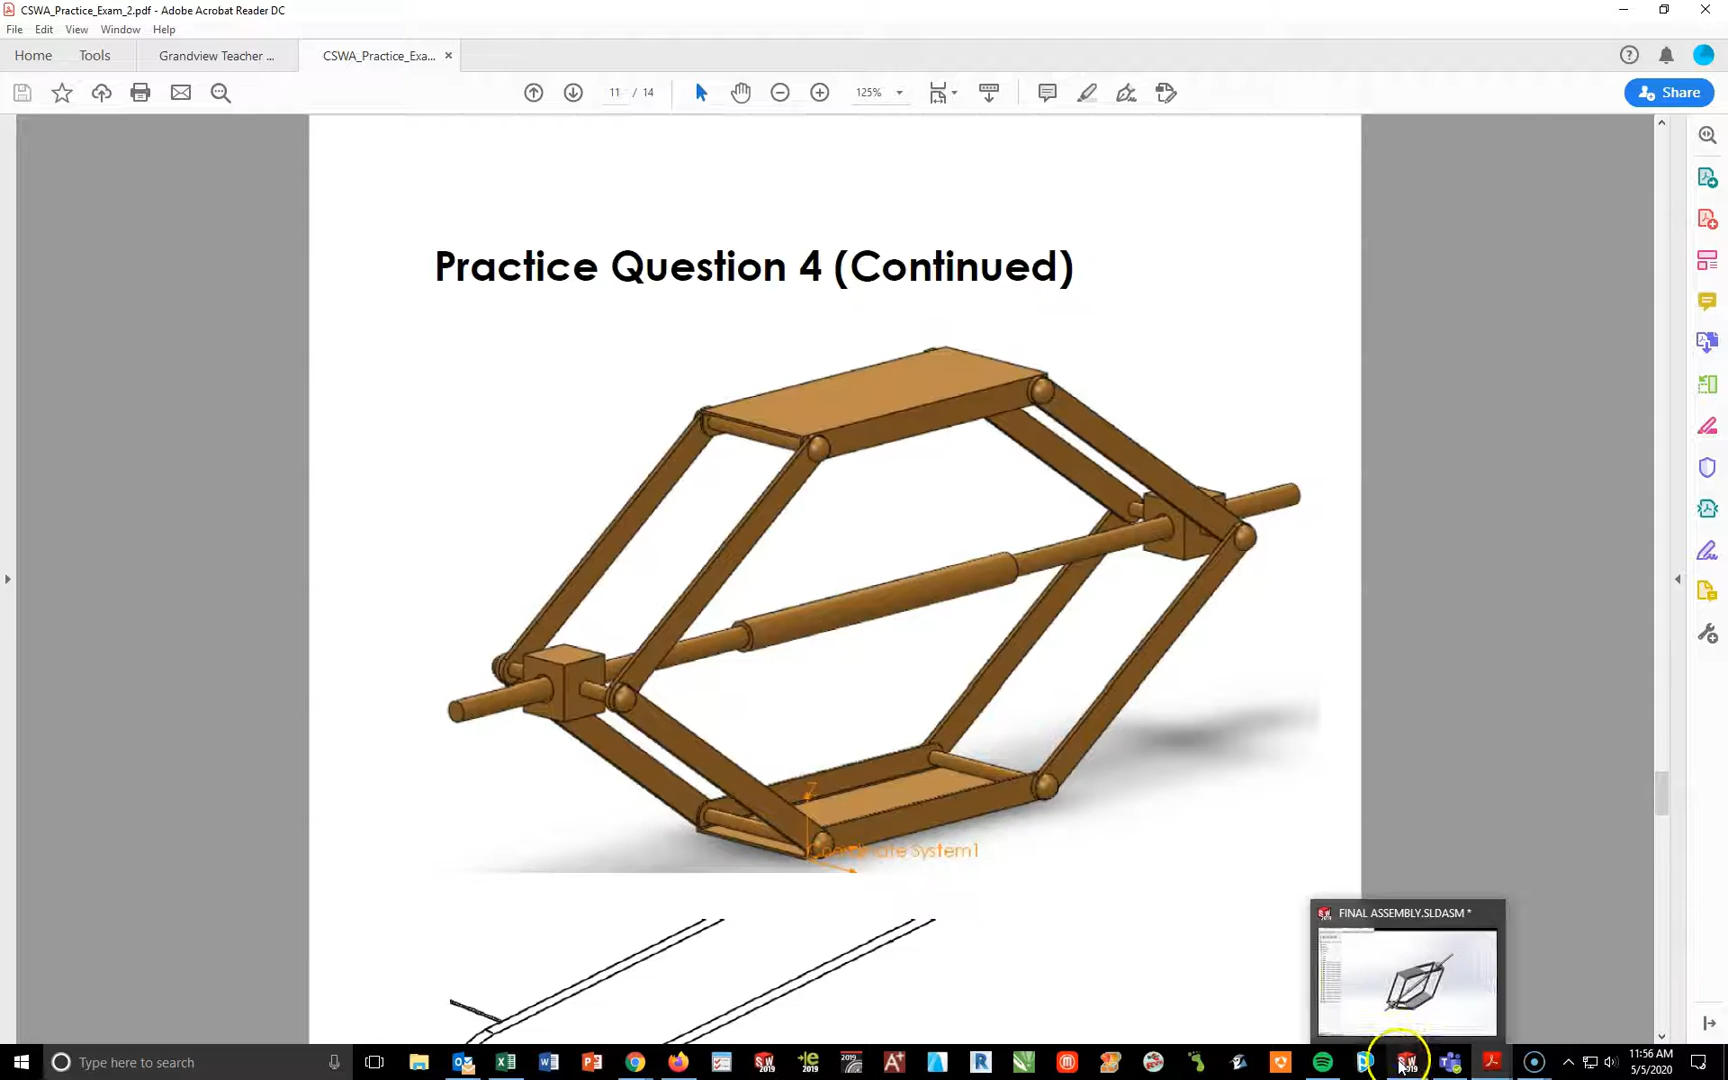 CSWA_Practice_Exam_2.pdf - Adobe Acrobat Reader DC
File Edit View Window Help
Home Tools Grandview Teacher ... CSWA_Practice_Exa... ×
11 / 14 125% Share
Practice Question 4 (Continued)
Z
Coordinate System1
FINAL ASSEMBLY.SLDASM *
Type here to search
11:56 AM
5/5/2020